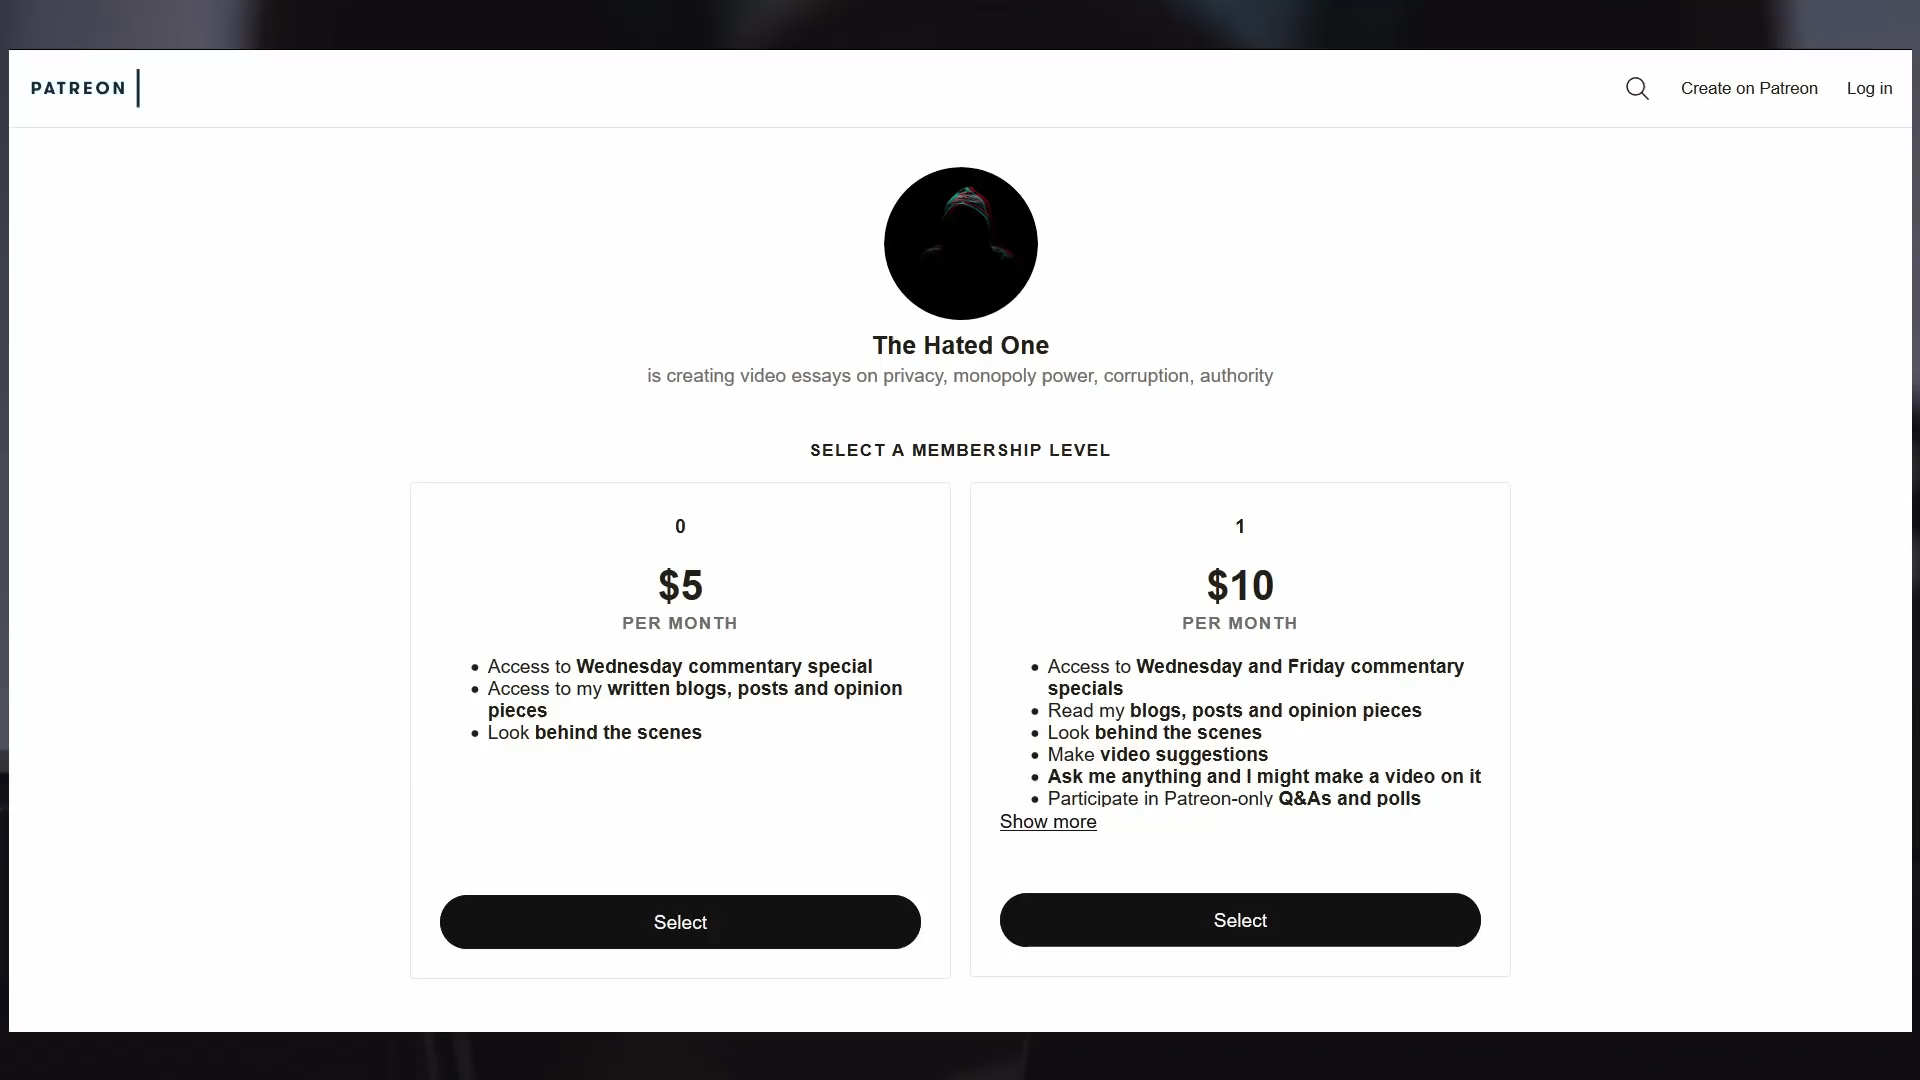 PATREON
Create on Patreon
Log in
The Hated One
is creating video essays on privacy, monopoly power, corruption, authority
SELECT A MEMBERSHIP LEVEL
0
$5
PER MONTH
Access to Wednesday commentary special
Access to my written blogs, posts and opinion
pieces
Look behind the scenes
Select
1
$10
PER MONTH
Access to Wednesday and Friday commentary
specials
Read my blogs, posts and opinion pieces
Look behind the scenes
Make video suggestions
Ask me anything and I might make a video on it
Participate in Patreon-only Q&As and polls
Show more
Select